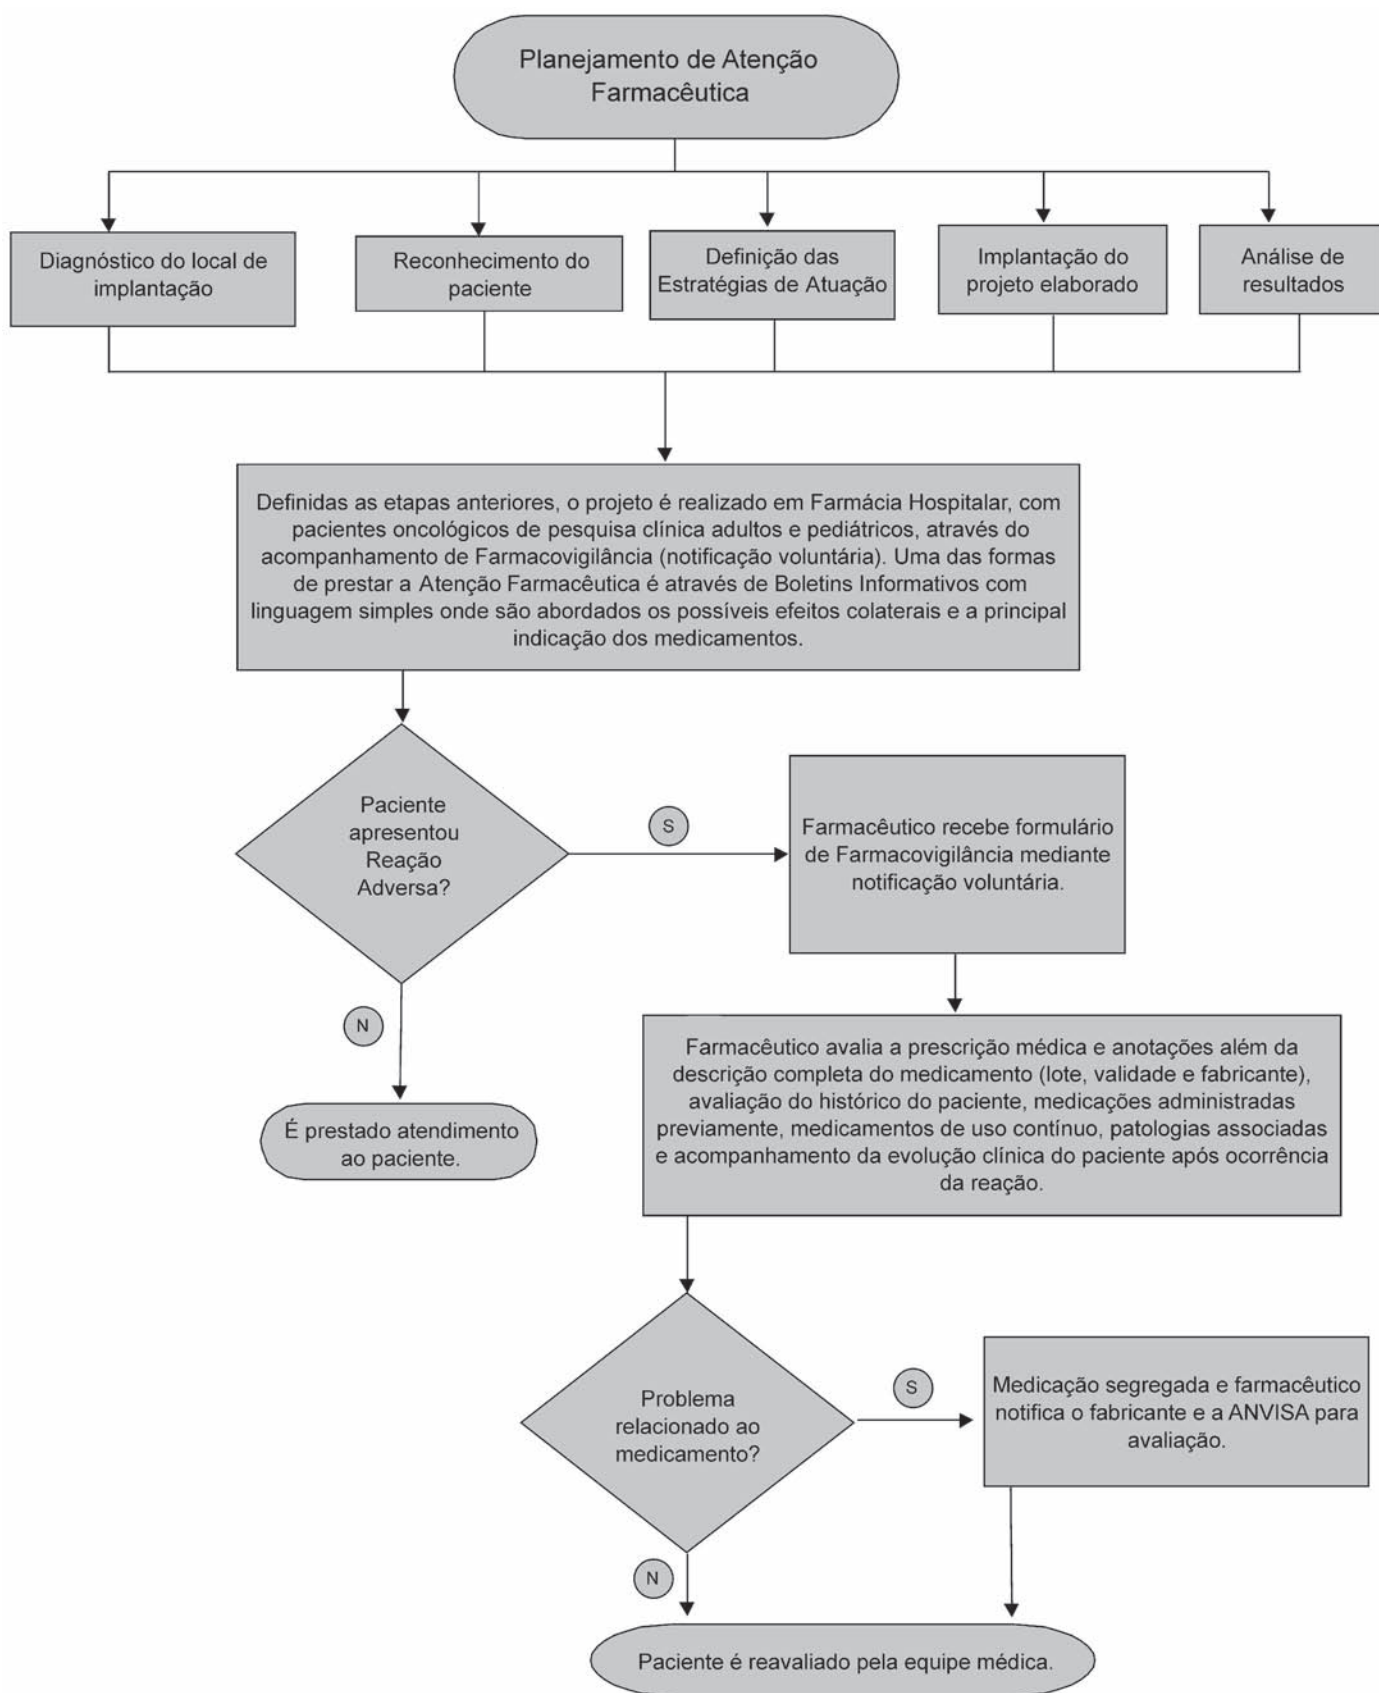 Planejamento de Atenção
Farmacêutica
Diagnóstico do local de
implantação
Reconhecimento do
paciente
Definição das
Estratégias de Atuação
Implantação do
projeto elaborado
Análise de
resultados
Definidas as etapas anteriores, o projeto é realizado em Farmácia Hospitalar, com
pacientes oncológicos de pesquisa clínica adultos e pediátricos, através do
acompanhamento de Farmacovigilância (notificação voluntária). Uma das formas
de prestar a Atenção Farmacêutica é através de Boletins Informativos com
linguagem simples onde são abordados os possíveis efeitos colaterais e a principal
indicação dos medicamentos.
Paciente
apresentou
Reação
Adversa?
S
Farmacêutico recebe formulário
de Farmacovigilância mediante
notificação voluntária.
N
É prestado atendimento
ao paciente.
Farmacêutico avalia a prescrição médica e anotações além da
descrição completa do medicamento (lote, validade e fabricante),
avaliação do histórico do paciente, medicações administradas
previamente, medicamentos de uso contínuo, patologias associadas
e acompanhamento da evolução clínica do paciente após ocorrência
da reação.
Problema
relacionado ao
medicamento?
S
Medicação segregada e farmacêutico
notifica o fabricante e a ANVISA para
avaliação.
N
Paciente é reavaliado pela equipe médica.